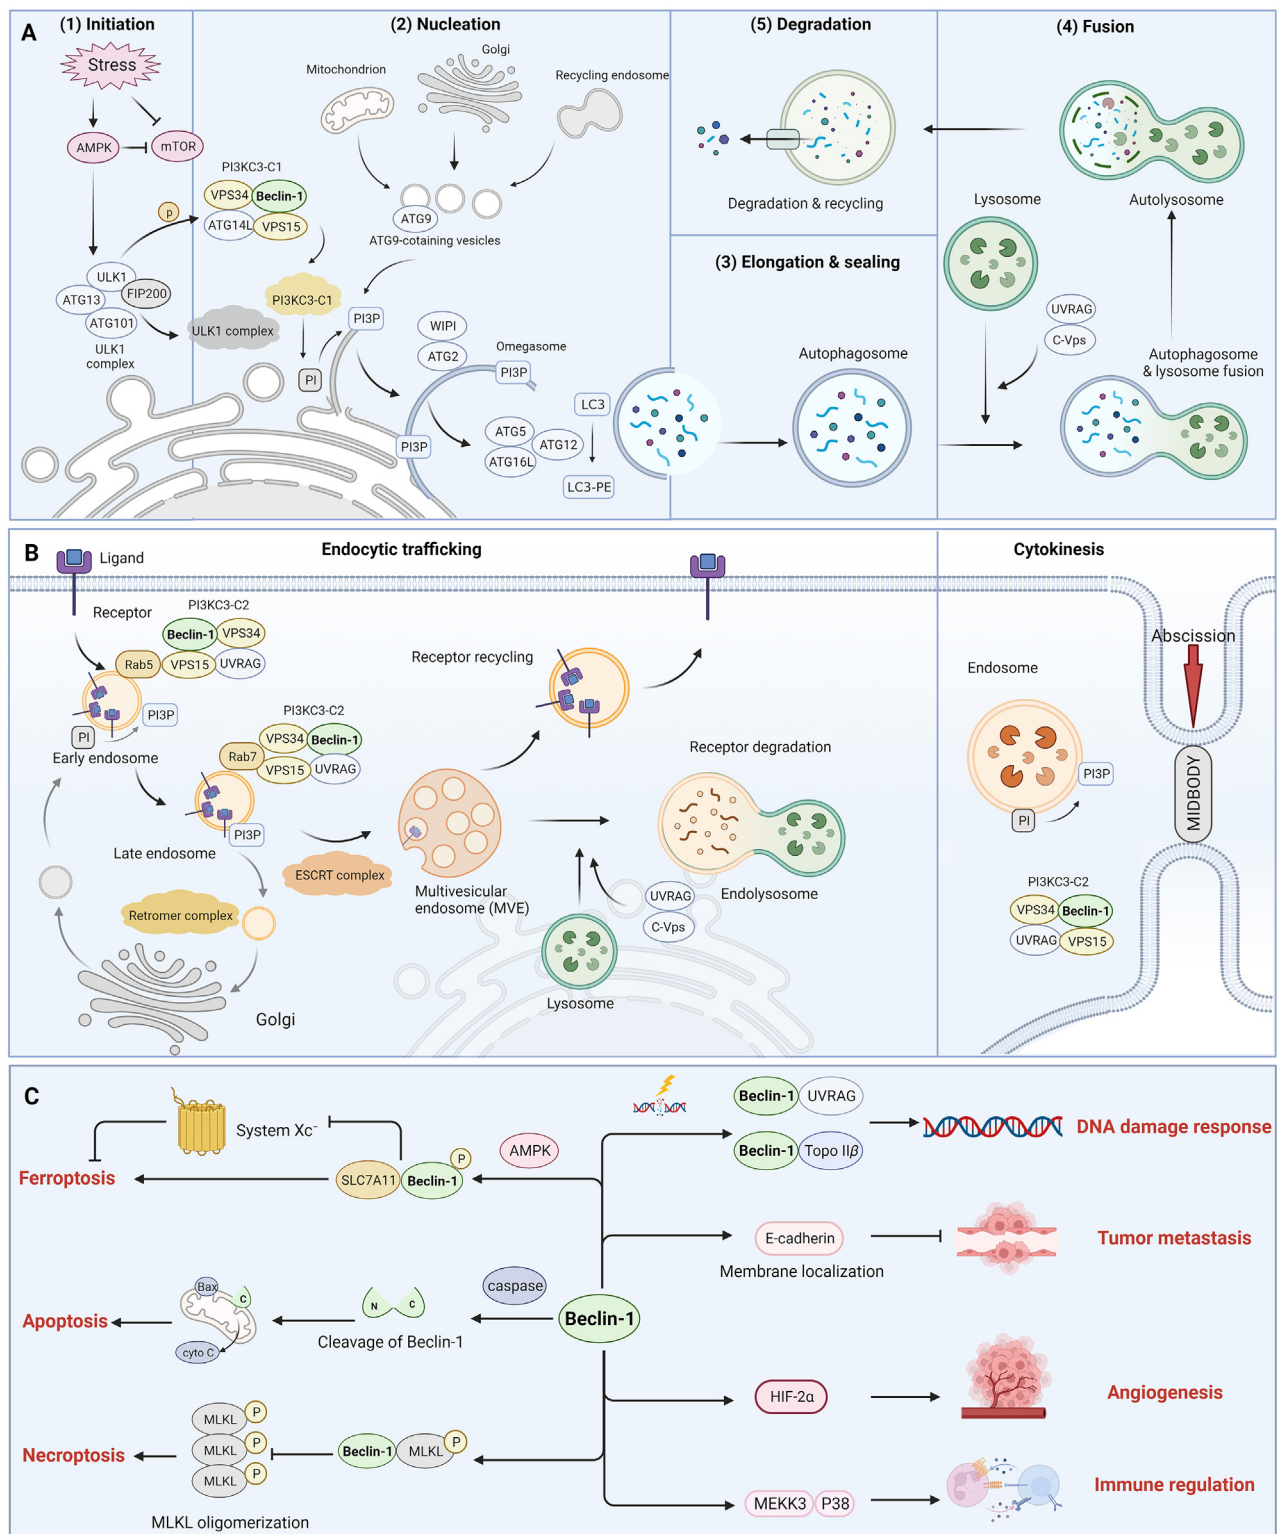 A
(1) Initiation
Stress
AMPK
mTOR
p
ULK1
ATG13
FIP200
ATG101
ULK1
complex
ULK1 complex
(2) Nucleation
Mitochondrion
Golgi
Recycling endosome
PI3KC3-C1
VPS34
Beclin-1
ATG14L
VPS15
ATG9
ATG9-cotaining vesicles
PI3KC3-C1
PI3P
PI
WIPI
ATG2
Omegasome
PI3P
PI3P
ATG5
ATG12
ATG16L
LC3
LC3-PE
(5) Degradation
Degradation & recycling
(3) Elongation & sealing
Autophagosome
(4) Fusion
Lysosome
Autolysosome
UVRAG
C-Vps
Autophagosome
& lysosome fusion
B
Endocytic trafficking
Ligand
Receptor
PI3KC3-C2
Beclin-1
VPS34
Rab5
VPS15
UVRAG
PI3P
PI
Early endosome
PI3KC3-C2
VPS34
Beclin-1
Rab7
VPS15
UVRAG
PI3P
Late endosome
ESCRT complex
Retromer complex
Golgi
Multivesicular
endosome (MVE)
Receptor recycling
Receptor degradation
Endolysosome
UVRAG
C-Vps
Lysosome
Cytokinesis
Abscission
Endosome
PI3P
PI
MIDBODY
PI3KC3-C2
VPS34
Beclin-1
UVRAG
VPS15
C
System Xc⁻
Ferroptosis
SLC7A11
Beclin-1
P
AMPK
Beclin-1
UVRAG
Beclin-1
Topo IIβ
DNA damage response
E-cadherin
Membrane localization
Tumor metastasis
Apoptosis
Bax
C
cyto C
N
C
Cleavage of Beclin-1
caspase
Beclin-1
HIF-2α
Angiogenesis
Necroptosis
MLKL
P
MLKL
P
MLKL
P
MLKL oligomerization
Beclin-1
MLKL
P
MEKK3
P38
Immune regulation